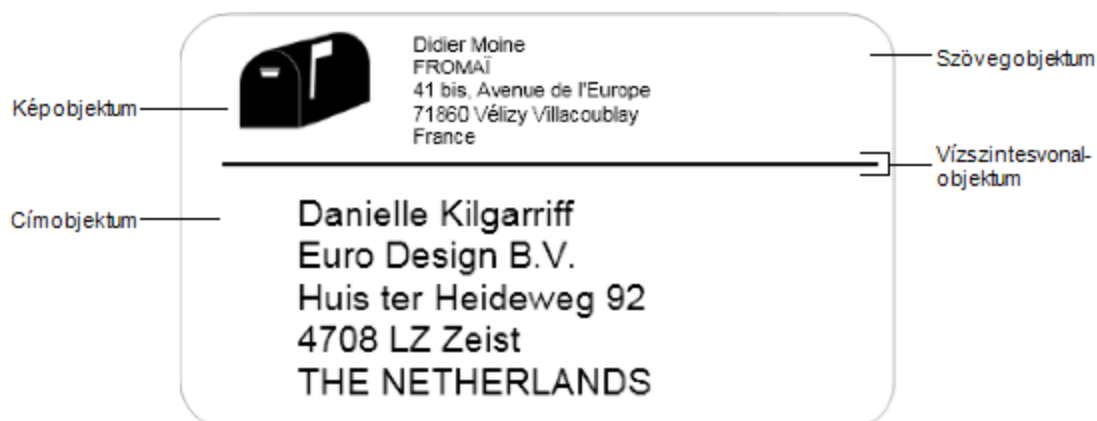 Didier Moine
FROMAÏ
41 bis, Avenue de l'Europe
71860 Vélizy Villacoublay
France
Szövegobjektum
Képobjektum
Vízszintesvonal-
objektum
Címobjektum
Danielle Kilgarriff
Euro Design B.V.
Huis ter Heideweg 92
4708 LZ Zeist
THE NETHERLANDS